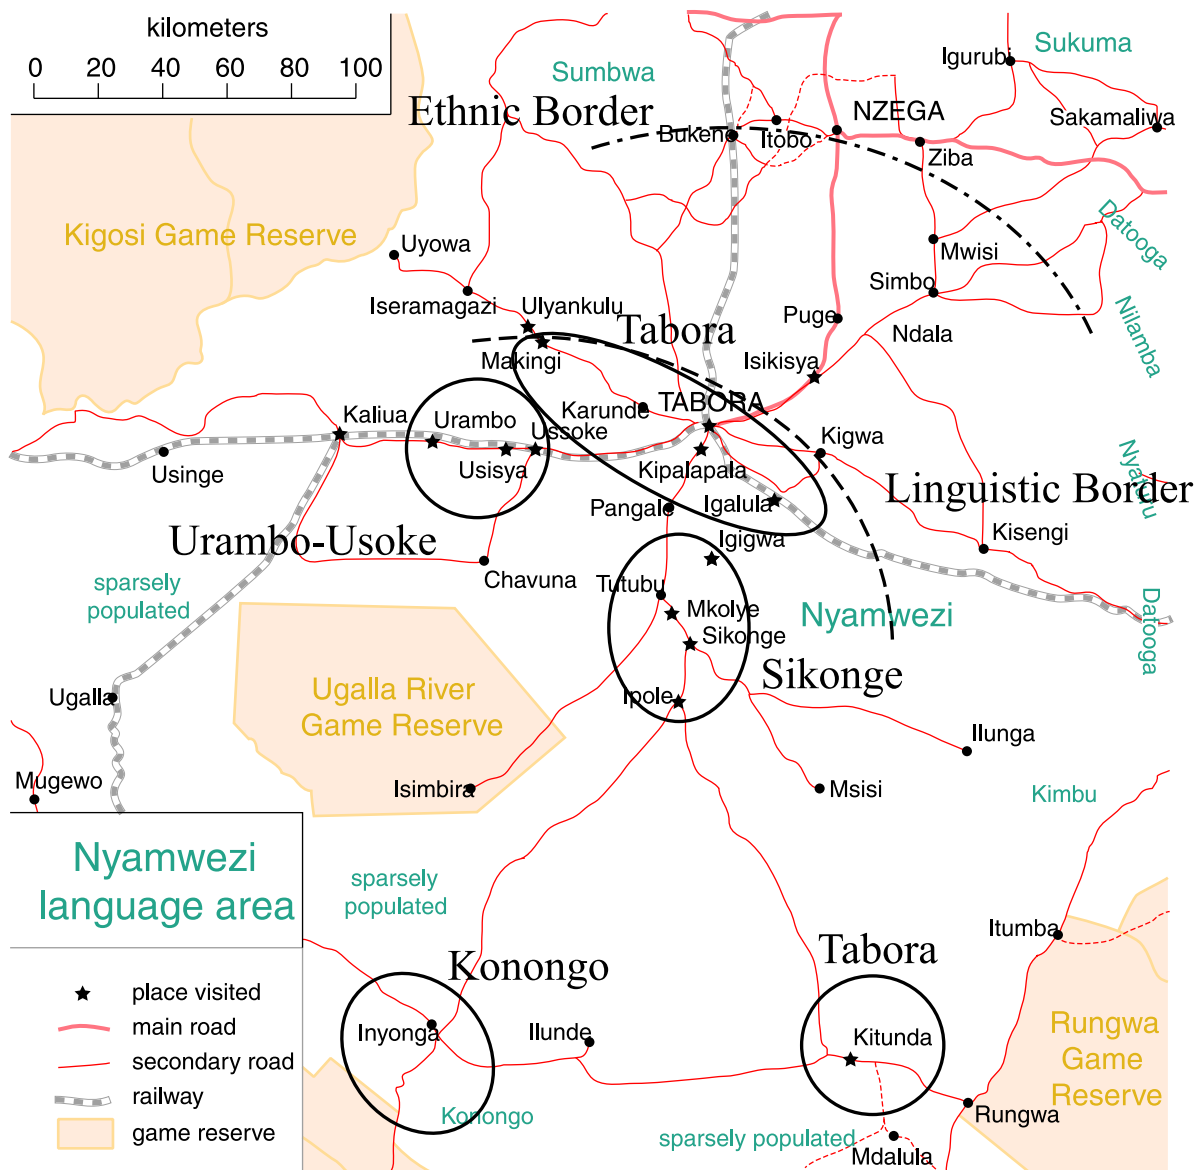 kilometers
0 20 40 60 80 100
Sumbwa
Sukuma
Igurubi
Ethnic Border
NZEGA
Sakamaliwa
Bukene
Itobo
Ziba
Kigosi Game Reserve
Datooga
Uyowa
Mwisi
Iseramagazi
Ulyankulu
Simbo
Puge
Nilamba
Tabora
Ndala
Makingi
Isikisya
Karunde
TABORA
Kaliua
Urambo
Ussoke
Kigwa
Usinge
Usisya
Kipalapala
Nyaturu
Linguistic Border
Pangale
Igalula
Urambo-Usoke
Igigwa
Kisengi
sparsely
populated
Chavuna
Tutubu
Mkolye
Nyamwezi
Datooga
Sikonge
Sikonge
Ugalla
Ugalla River
Game Reserve
Ipole
Ilunga
Mugewo
Isimbira
Msisi
Kimbu
Nyamwezi
language area
sparsely
populated
Itumba
Konongo
Tabora
place visited
main road
secondary road
railway
game reserve
Inyonga
Ilunde
Kitunda
Rungwa
Game
Reserve
Konongo
Rungwa
sparsely populated
Mdalula